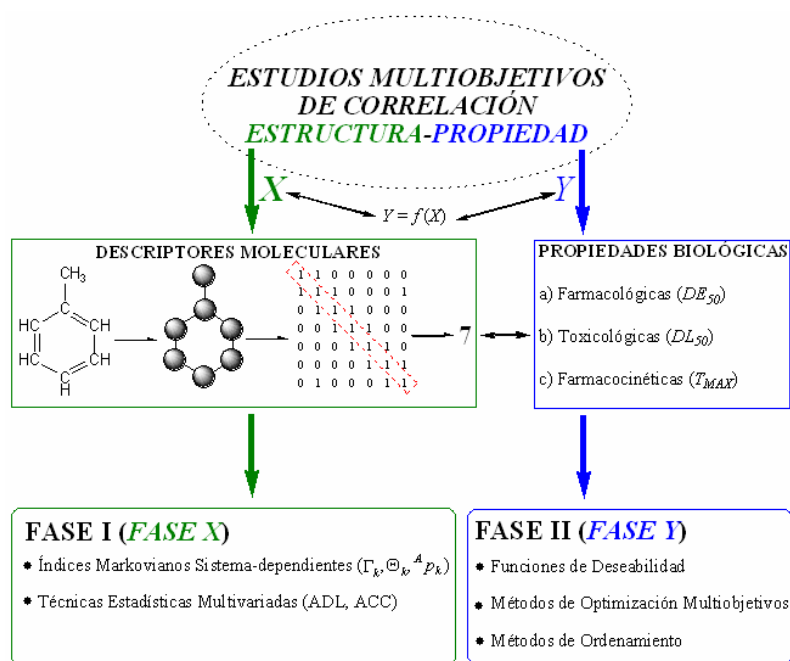 ESTUDIOS MULTIOBJETIVOS
DE CORRELACIÓN
ESTRUCTURA-PROPIEDAD
X
Y
Y = f (X)
DESCRIPTORES MOLECULARES
CH3
C
HC
CH
HC
CH
C
H
1 1 0 0 0 0 0
1 1 1 0 0 0 1
0 1 1 1 0 0 0
0 0 1 1 1 0 0
0 0 0 1 1 1 0
0 0 0 0 1 1 1
0 1 0 0 0 1 1
7
PROPIEDADES BIOLÓGICAS
a) Farmacológicas (DE50)
b) Toxicológicas (DL50)
c) Farmacocinéticas (TMAX)
FASE I (FASE X)
• Índices Markovianos Sistema-dependientes (Γk, Θk, Apk)
• Técnicas Estadísticas Multivariadas (ADL, ACC)
FASE II (FASE Y)
• Funciones de Deseabilidad
• Métodos de Optimización Multiobjetivos
• Métodos de Ordenamiento